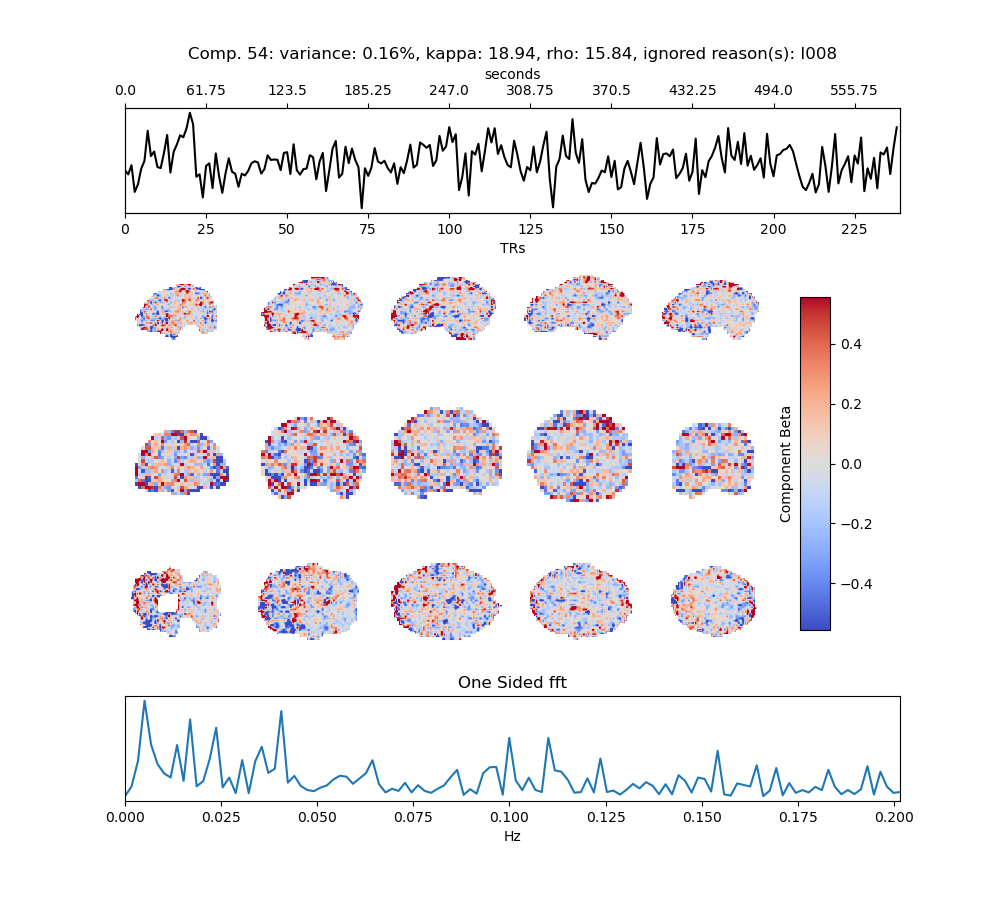 Comp. 54: variance: 0.16%, kappa: 18.94, rho: 15.84, ignored reason(s): I008
seconds
0.0 61.75 123.5 185.25 247.0 308.75 370.5 432.25 494.0 555.75
0 25 50 75 100 125 150 175 200 225
TRs
0.4
0.2
0.0
−0.2
−0.4
Component Beta
One Sided fft
0.000 0.025 0.050 0.075 0.100 0.125 0.150 0.175 0.200
Hz